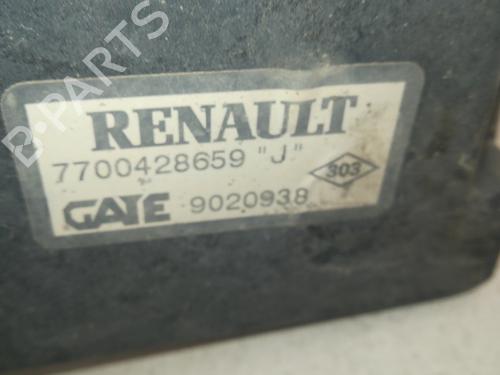 B-PARTS
RENAULT
7700428659 "J"
303
GATE 9020938